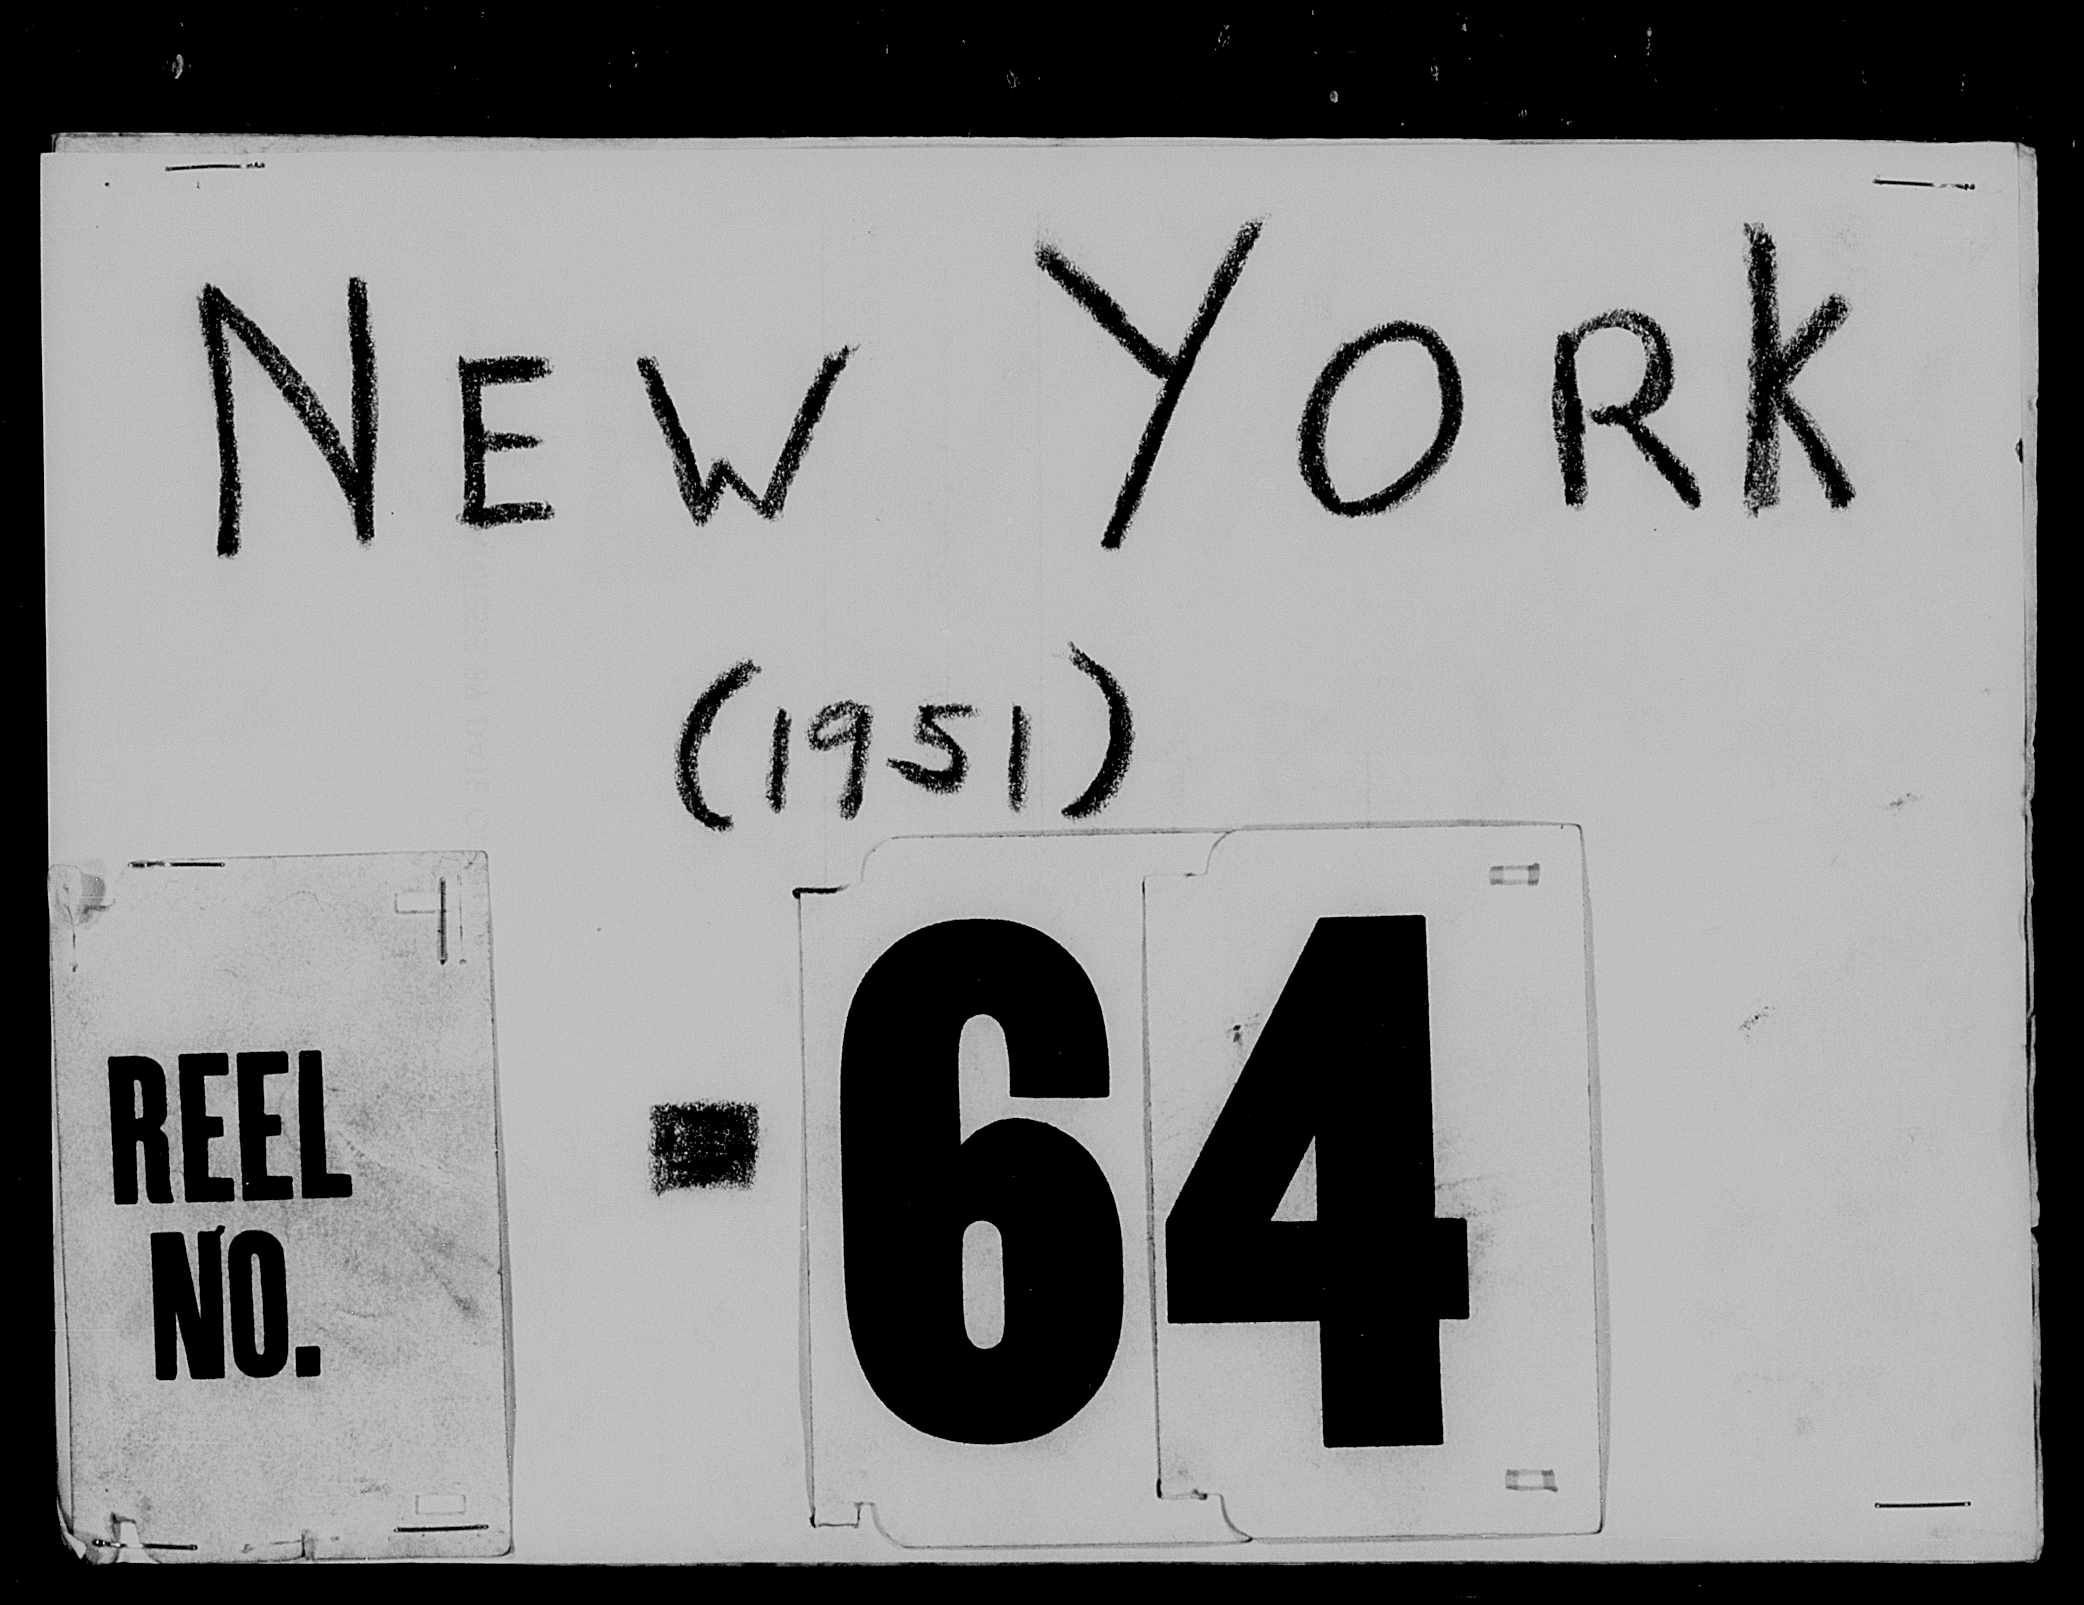 NEW YORK
(1951)
REEL
NO.
- 64